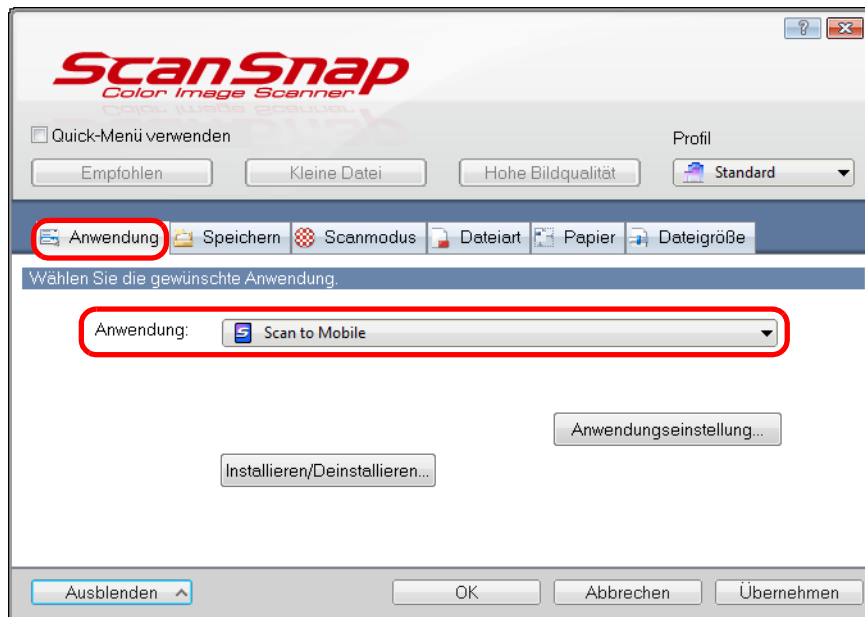 ScanSnap
Color Image Scanner
Quick-Menü verwenden
Profil
Empfohlen Kleine Datei Hohe Bildqualität Standard
Anwendung Speichern Scanmodus Dateiart Papier Dateigröße
Wählen Sie die gewünschte Anwendung.
Anwendung: Scan to Mobile
Anwendungseinstellung...
Installieren/Deinstallieren...
Ausblenden OK Abbrechen Übernehmen